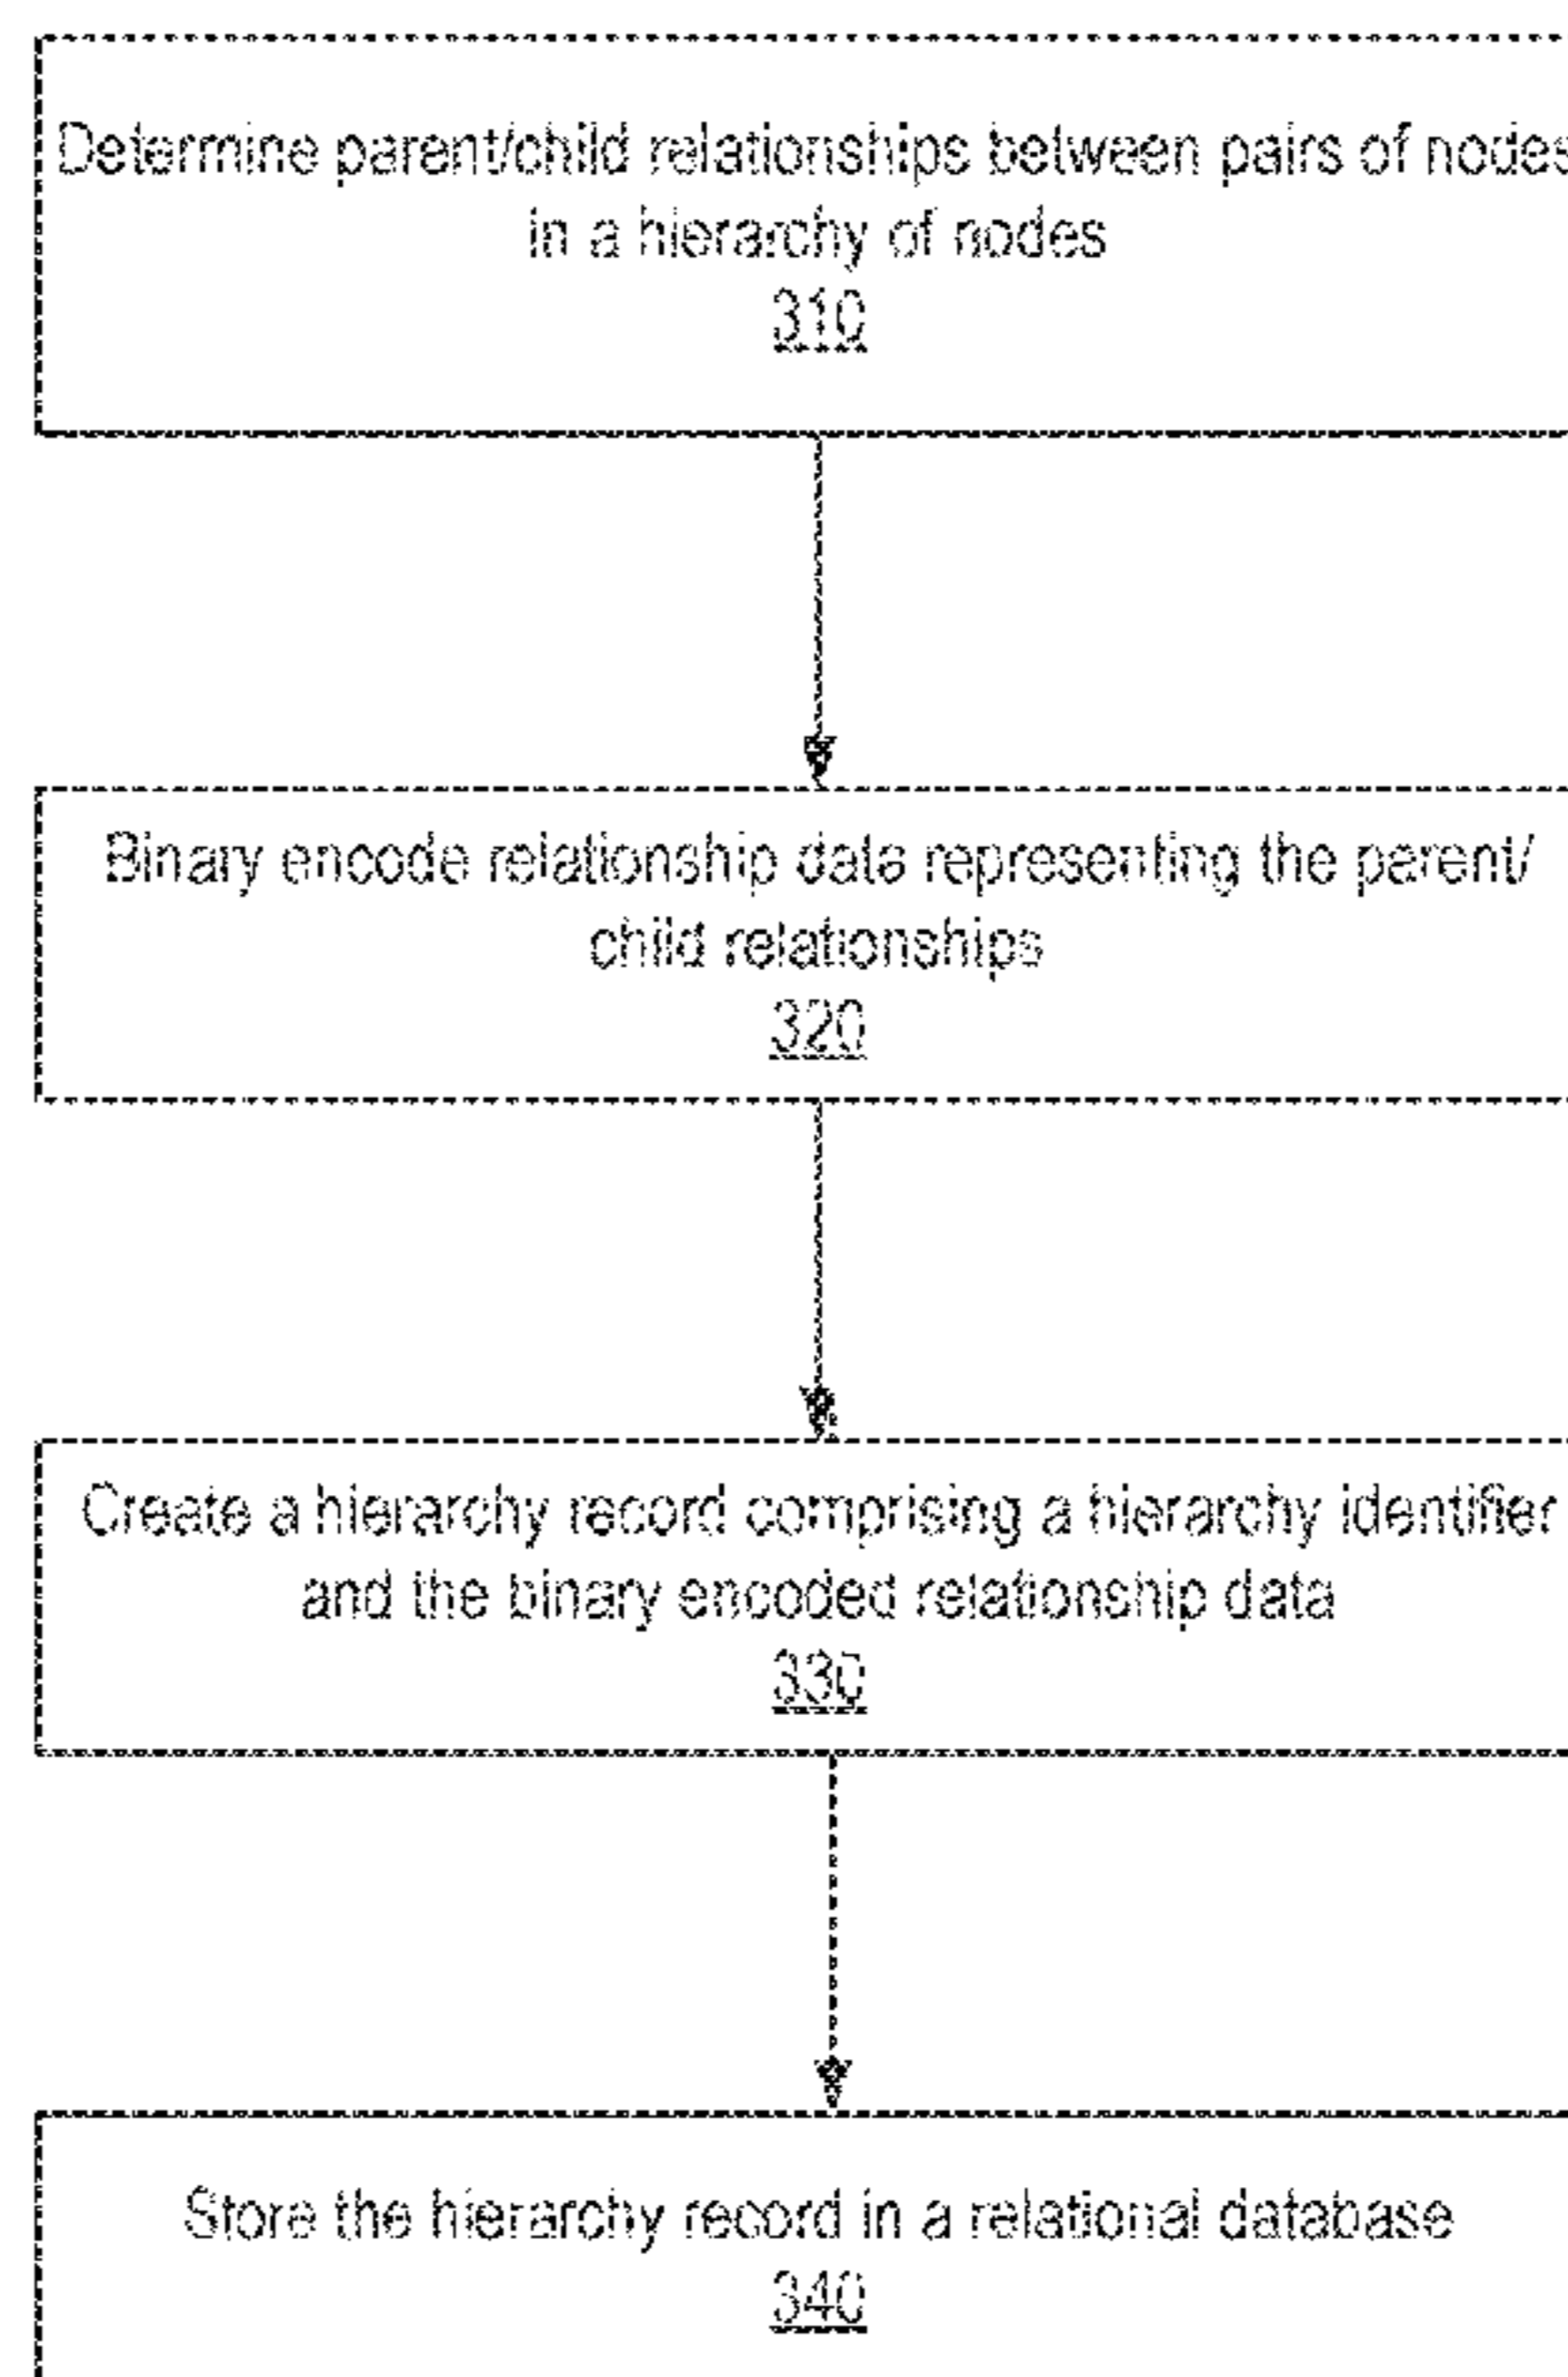 Determine parent/child relationships between pairs of nodes
in a hierarchy of nodes
310
Binary encode relationship data representing the parent/
child relationships
320
Create a hierarchy record comprising a hierarchy identifier
and the binary encoded relationship data
330
Store the hierarchy record in a relational database
340